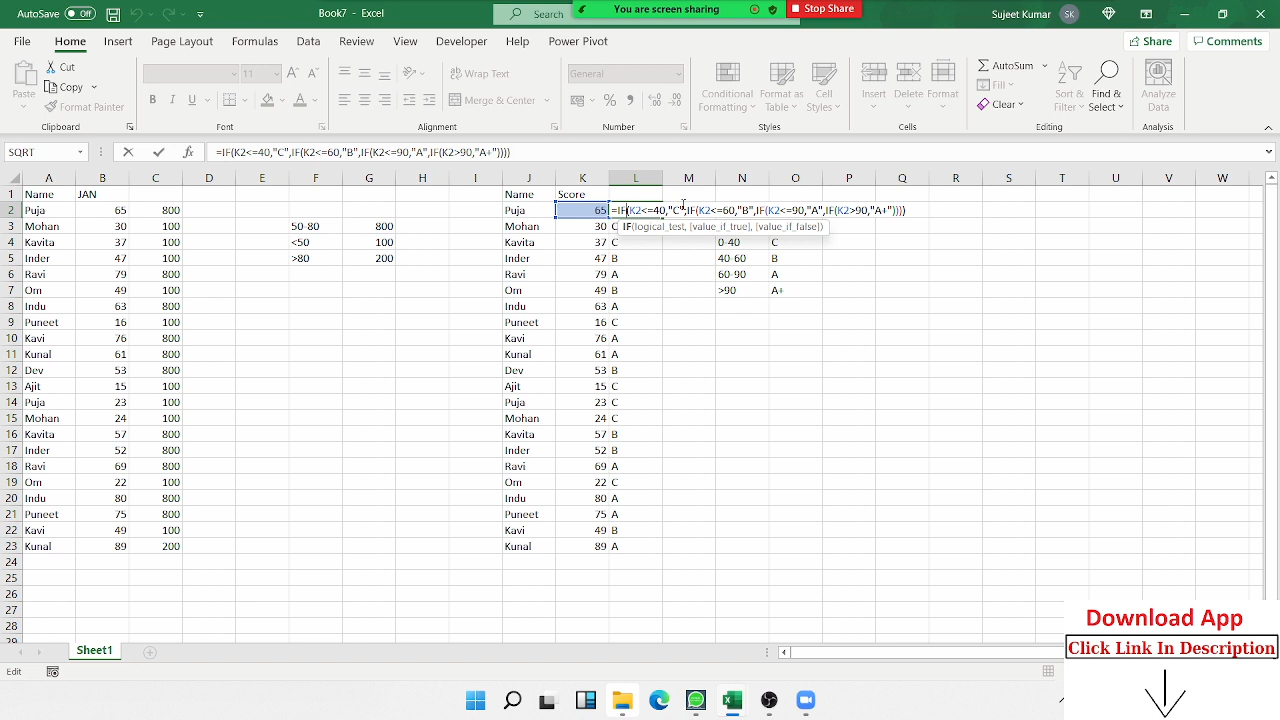 AutoSave Off Book7 - Excel Search You are screen sharing Stop Share Sujeet Kumar SK
File Home Insert Page Layout Formulas Data Review View Developer Help Power Pivot Share Comments
Paste Cut Copy Format Painter Clipboard
11 B I U Font
Wrap Text Merge & Center Alignment
General Number
Conditional Formatting Format as Table Cell Styles Styles
Insert Delete Format Cells
AutoSum Fill Clear Sort & Filter Find & Select Editing
Analyze Data Analysis
SQRT =IF(K2<=40,"C",IF(K2<=60,"B",IF(K2<=90,"A",IF(K2>90,"A+"))))
A B C D E F G H I J K L M N O P Q R S T U V W
1 Name JAN Name Score
2 Puja 65 800 Puja 65 =IF(K2<=40,"C",IF(K2<=60,"B",IF(K2<=90,"A",IF(K2>90,"A+"))))
3 Mohan 30 100 50-80 800 Mohan 30 C IF(logical_test, [value_if_true], [value_if_false])
4 Kavita 37 100 <50 100 Kavita 37 C 0-40 C
5 Inder 47 100 >80 200 Inder 47 B 40-60 B
6 Ravi 79 800 Ravi 79 A 60-90 A
7 Om 49 100 Om 49 B >90 A+
8 Indu 63 800 Indu 63 A
9 Puneet 16 100 Puneet 16 C
10 Kavi 76 800 Kavi 76 A
11 Kunal 61 800 Kunal 61 A
12 Dev 53 800 Dev 53 B
13 Ajit 15 100 Ajit 15 C
14 Puja 23 100 Puja 23 C
15 Mohan 24 100 Mohan 24 C
16 Kavita 57 800 Kavita 57 B
17 Inder 52 800 Inder 52 B
18 Ravi 69 800 Ravi 69 A
19 Om 22 100 Om 22 C
20 Indu 80 800 Indu 80 A
21 Puneet 75 800 Puneet 75 A
22 Kavi 49 100 Kavi 49 B
23 Kunal 89 200 Kunal 89 A
24
25
26
27
28
29
Download App
Click Link In Description
Sheet1
Edit